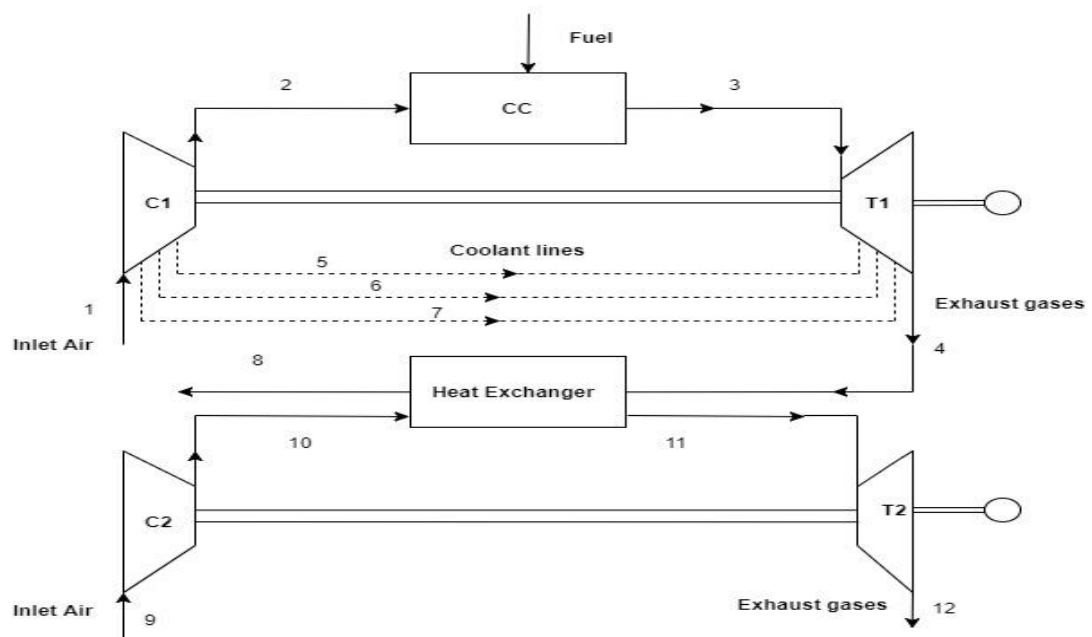 Fuel
2
CC
3
C1
T1
Coolant lines
5
6
7
1
Exhaust gases
Inlet Air
4
8
Heat Exchanger
10
11
C2
T2
Inlet Air
9
Exhaust gases
12